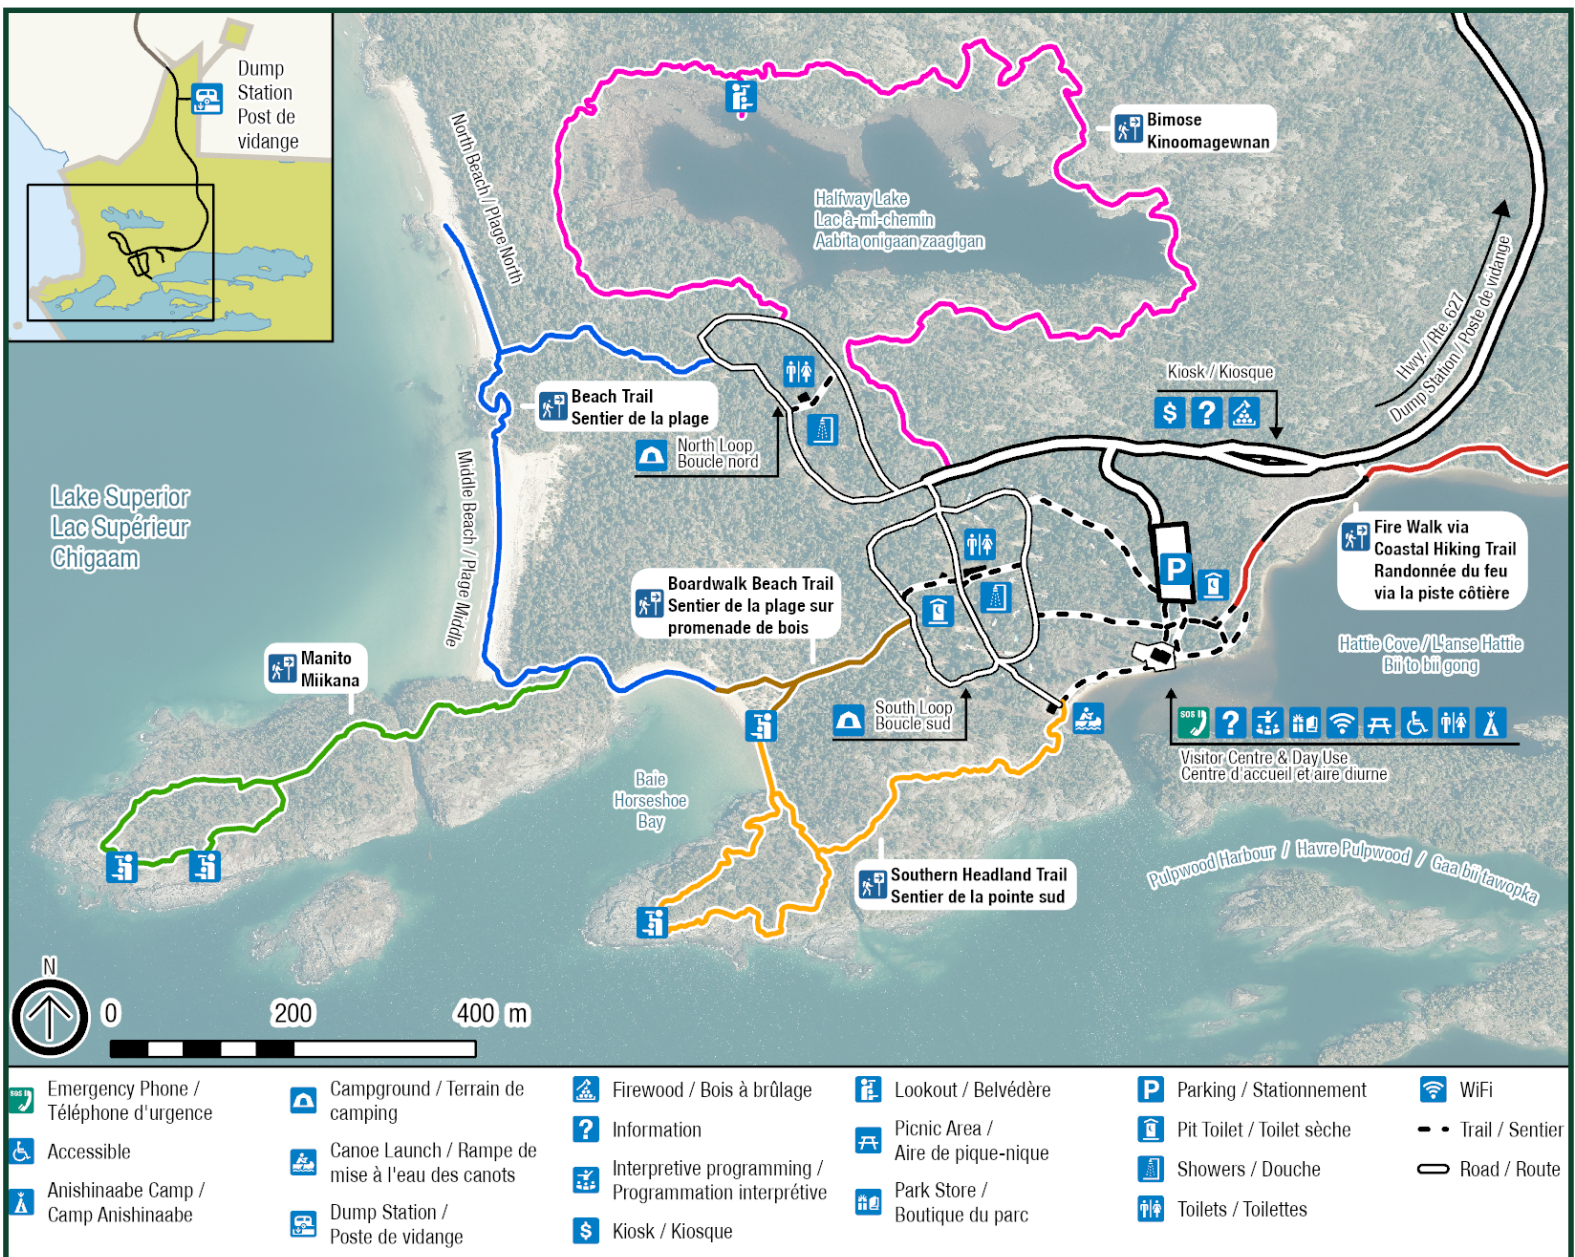 Dump
Station
Post de
vidange
North Beach / Plage North
Bimose
Kinoomagewnan
Halfway Lake
Lac à-mi-chemin
Aabita onigaan zaagigan
Hwy. / Rte. 627
Dump Station / Poste de vidange
Kiosk / Kiosque
$ ?
Beach Trail
Sentier de la plage
North Loop
Boucle nord
Middle Beach / Plage Middle
Lake Superior
Lac Supérieur
Chigaam
Fire Walk via
Coastal Hiking Trail
Randonnée du feu
via la piste côtière
P
Boardwalk Beach Trail
Sentier de la plage sur
promenade de bois
Hattie Cove / L'anse Hattie
Bii to bii gong
Manito
Miikana
South Loop
Boucle sud
SOS ?
Visitor Centre & Day Use
Centre d'accueil et aire diurne
Baie
Horseshoe
Bay
Pulpwood Harbour / Havre Pulpwood / Gaa bii tawopka
Southern Headland Trail
Sentier de la pointe sud
N
0 200 400 m
SOS Emergency Phone /
Téléphone d'urgence
Accessible
Anishinaabe Camp /
Camp Anishinaabe
Campground / Terrain de
camping
Canoe Launch / Rampe de
mise à l'eau des canots
Dump Station /
Poste de vidange
Firewood / Bois à brûlage
? Information
Interpretive programming /
Programmation interprétive
$ Kiosk / Kiosque
Lookout / Belvédère
Picnic Area /
Aire de pique-nique
Park Store /
Boutique du parc
P Parking / Stationnement
Pit Toilet / Toilet sèche
Showers / Douche
Toilets / Toilettes
WiFi
Trail / Sentier
Road / Route